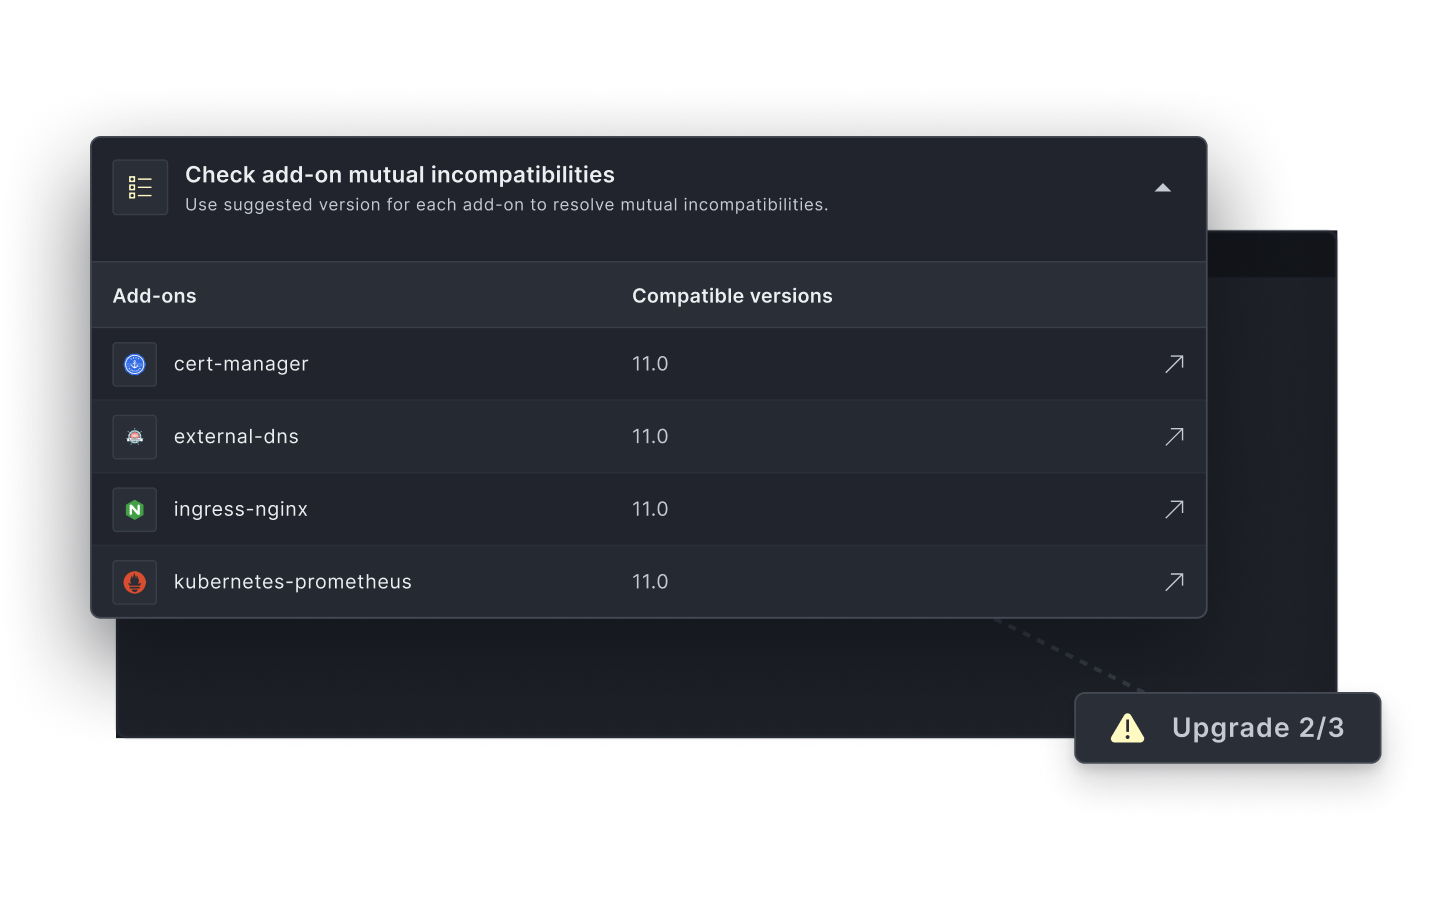 Check add-on mutual incompatibilities
Use suggested version for each add-on to resolve mutual incompatibilities.
Add-ons Compatible versions
cert-manager 11.0
external-dns 11.0
ingress-nginx 11.0
kubernetes-prometheus 11.0
Upgrade 2/3